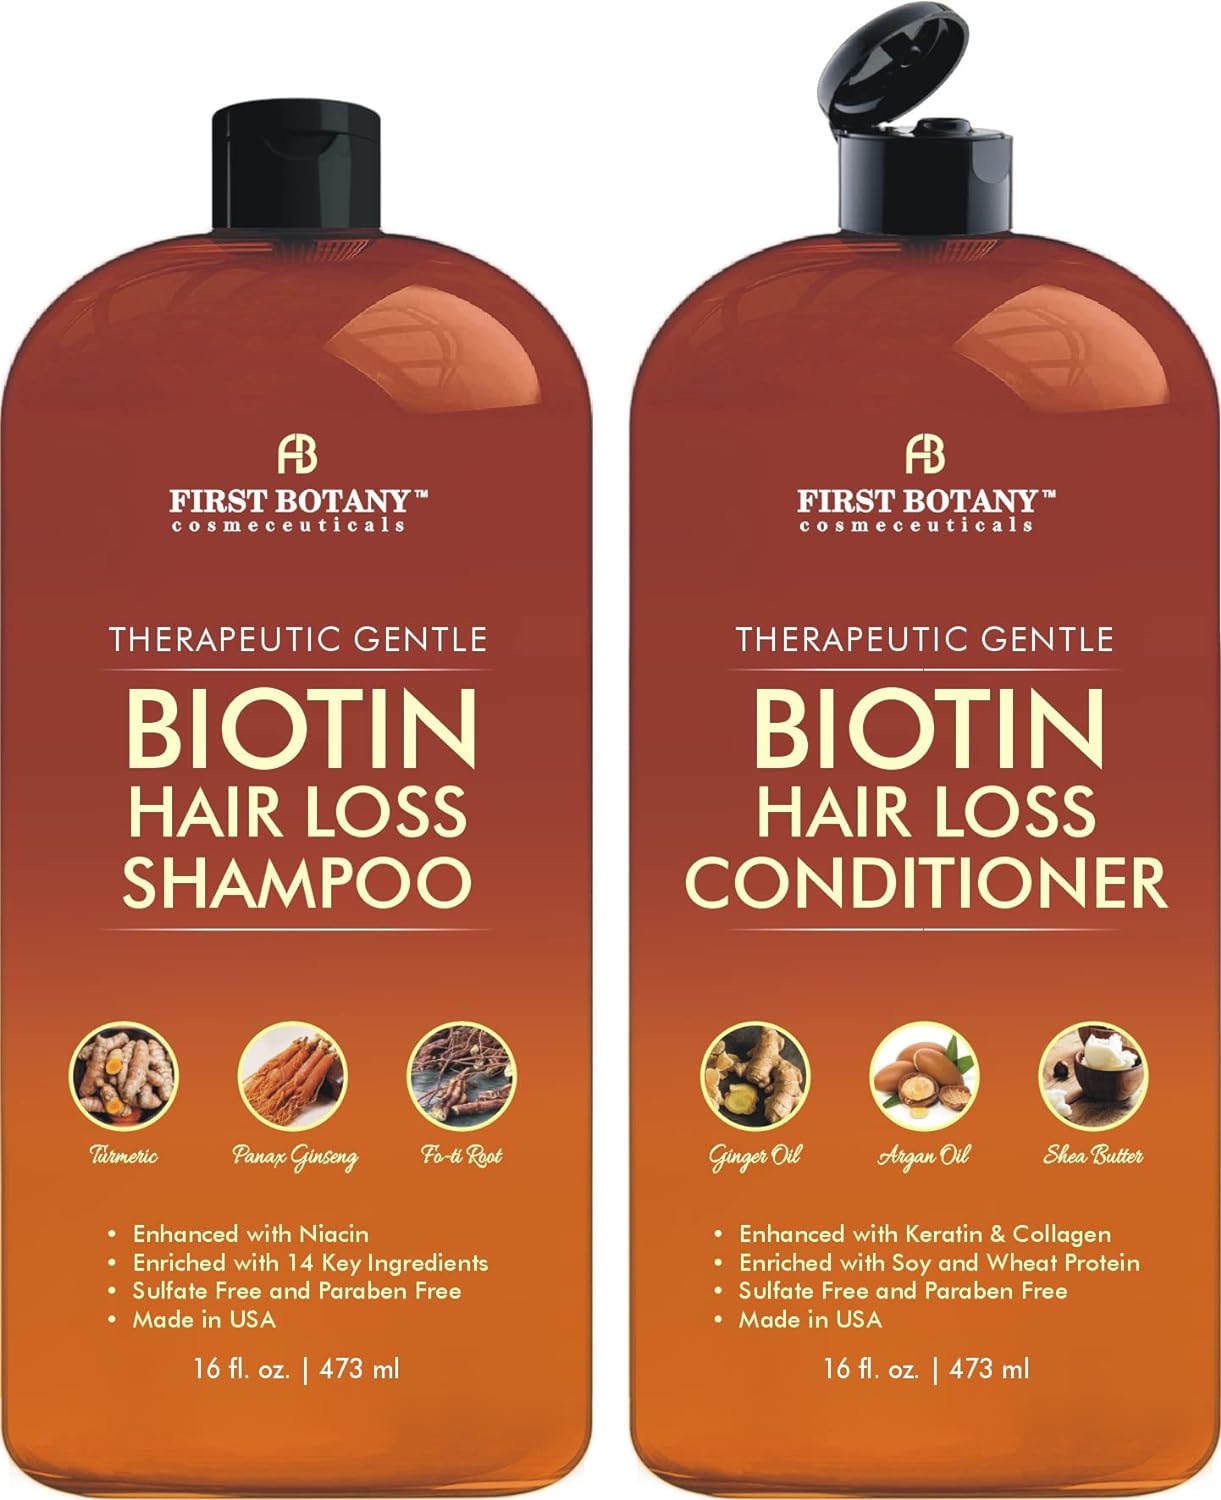 AB
FIRST BOTANY™
cosmeceuticals
THERAPEUTIC GENTLE
BIOTIN
HAIR LOSS
SHAMPOO
Turmeric
Panax Ginseng
Fo-ti Root
• Enhanced with Niacin
• Enriched with 14 Key Ingredients
• Sulfate Free and Paraben Free
• Made in USA
16 fl. oz. | 473 ml
AB
FIRST BOTANY™
cosmeceuticals
THERAPEUTIC GENTLE
BIOTIN
HAIR LOSS
CONDITIONER
Ginger Oil
Argan Oil
Shea Butter
• Enhanced with Keratin & Collagen
• Enriched with Soy and Wheat Protein
• Sulfate Free and Paraben Free
• Made in USA
16 fl. oz. | 473 ml